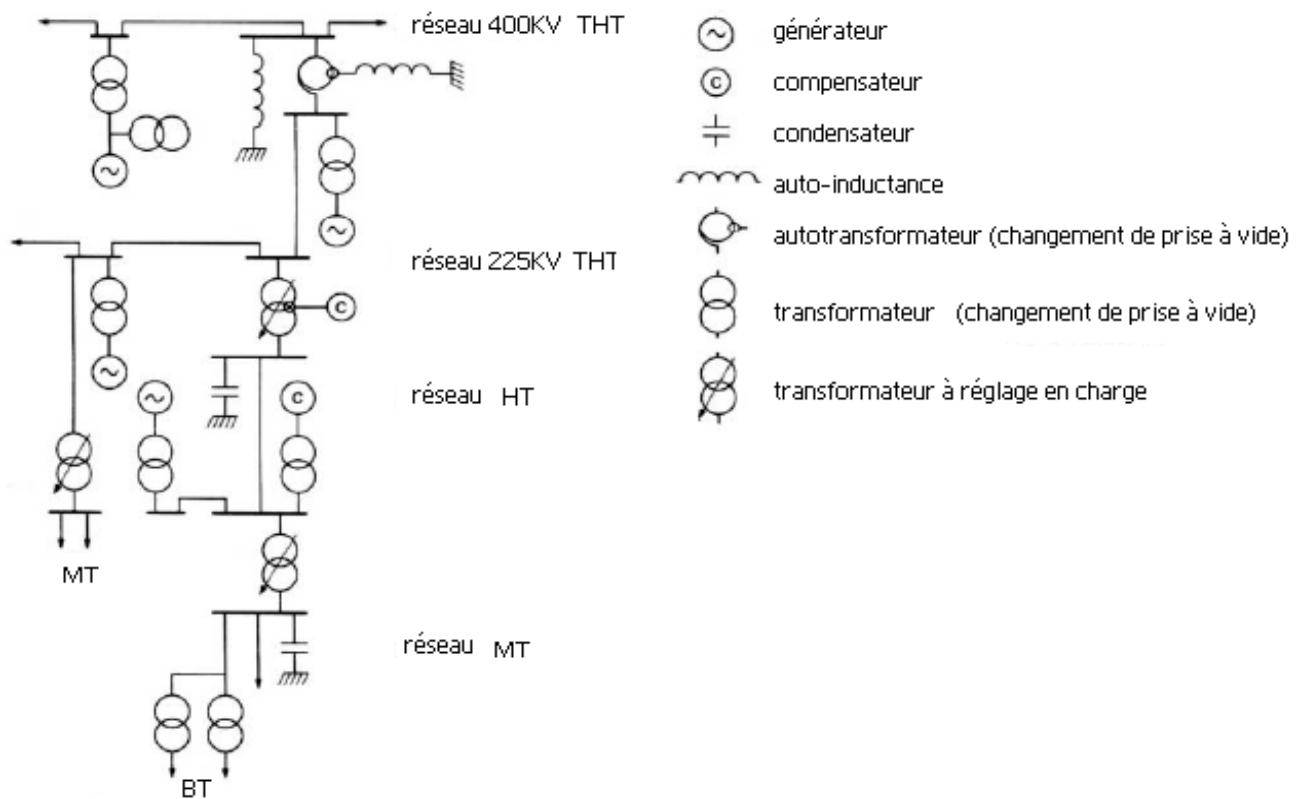 réseau 400KV THT
générateur
C compensateur
condensateur
auto-inductance
autotransformateur (changement de prise à vide)
réseau 225KV THT
C
transformateur (changement de prise à vide)
réseau HT
C
transformateur à réglage en charge
MT
réseau MT
BT